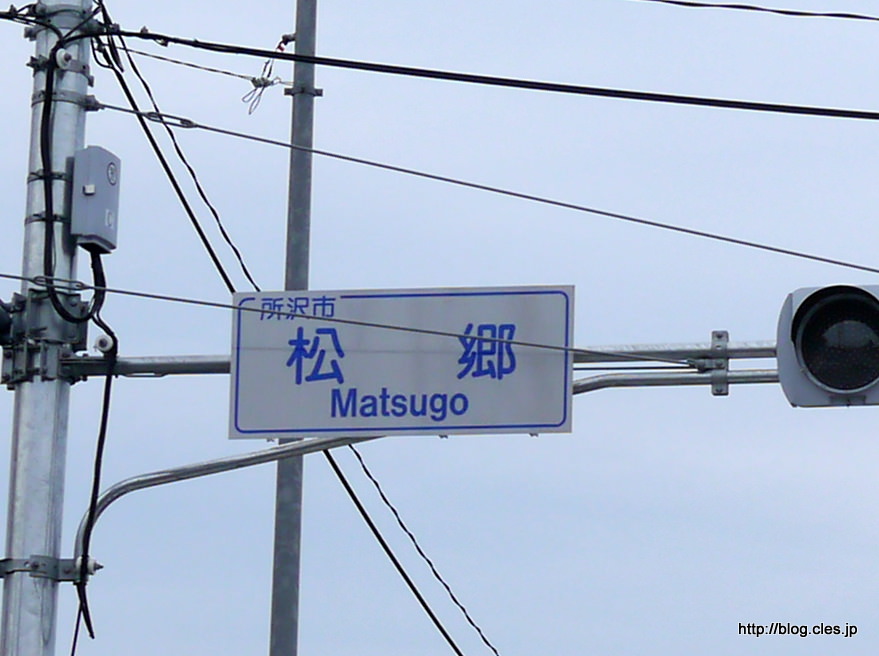 所沢市
松郷
Matsugo
http://blog.cles.jp